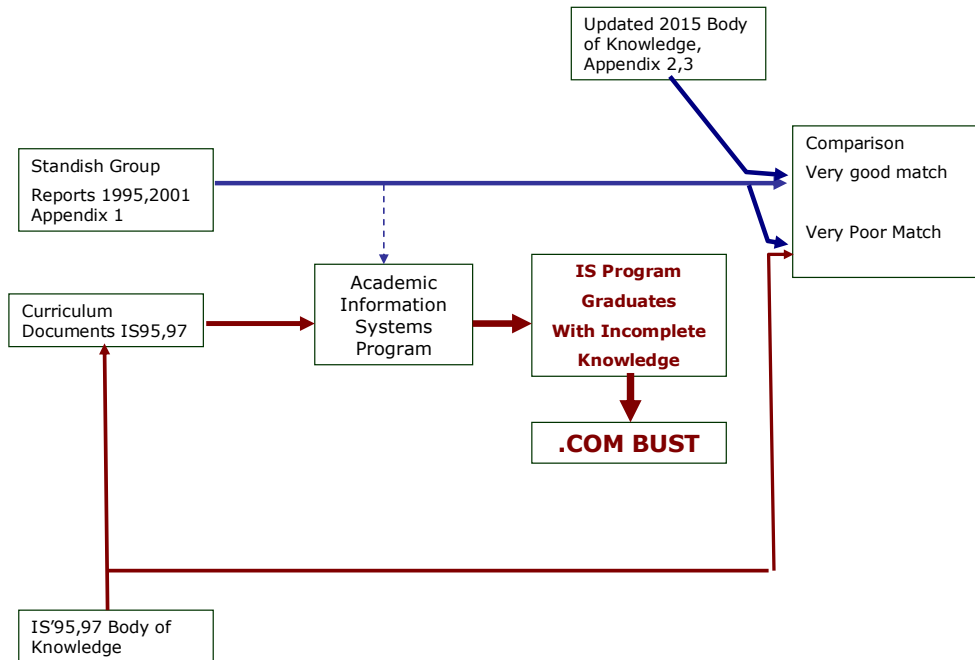 Updated 2015 Body
of Knowledge,
Appendix 2,3
Comparison
Very good match
Very Poor Match
Standish Group
Reports 1995,2001
Appendix 1
Academic
Information
Systems
Program
IS Program
Graduates
With Incomplete
Knowledge
Curriculum
Documents IS95,97
.COM BUST
IS’95,97 Body of
Knowledge